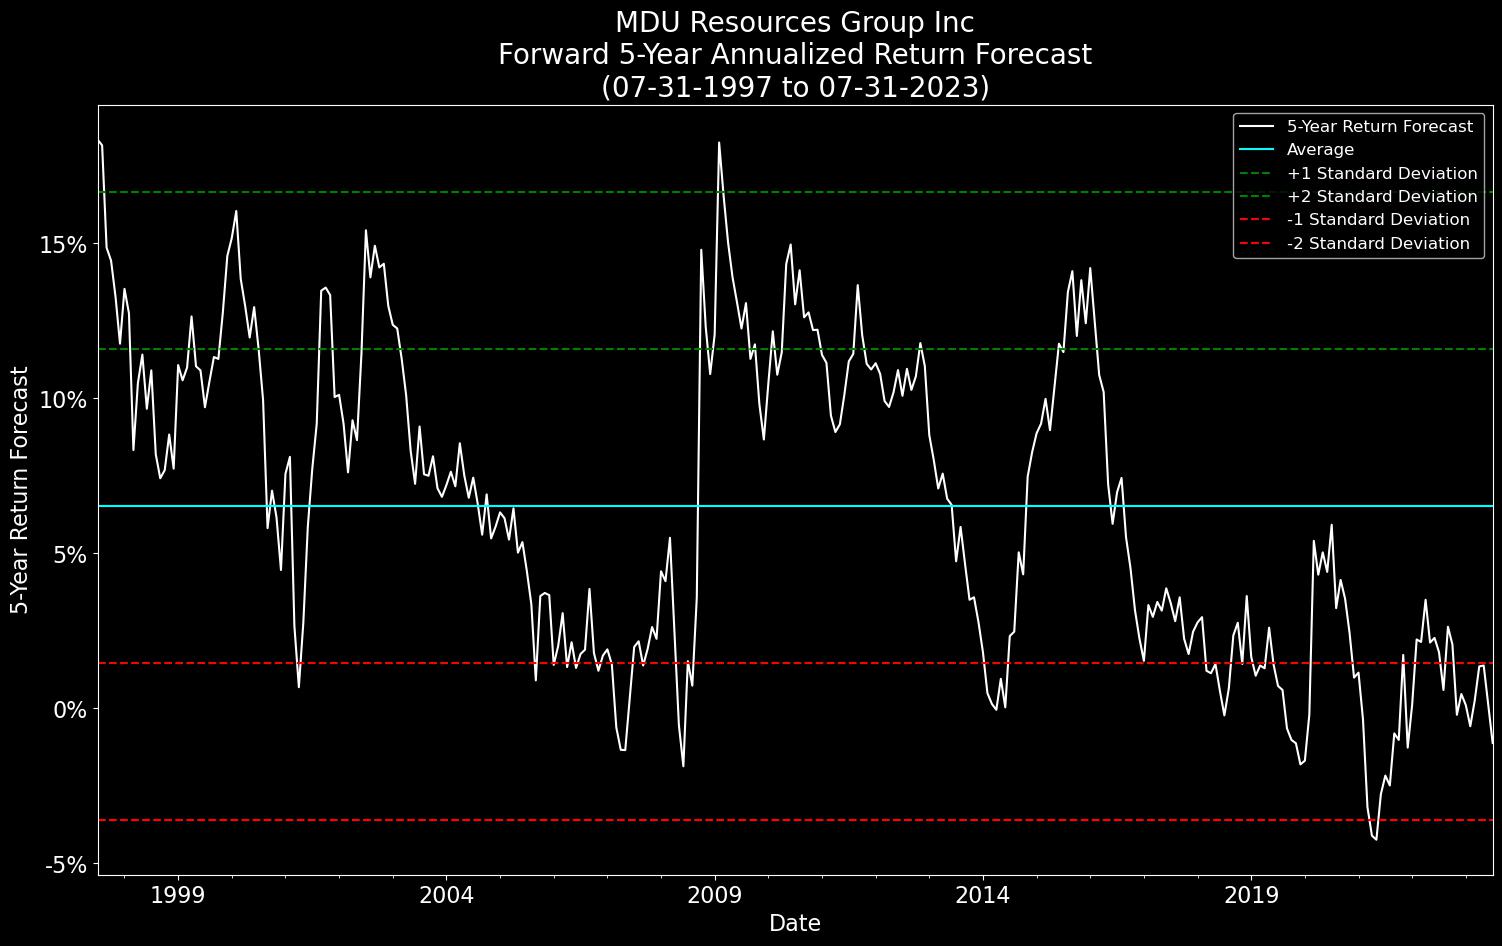 MDU Resources Group Inc
Forward 5-Year Annualized Return Forecast
(07-31-1997 to 07-31-2023)
5-Year Return Forecast
Average
+1 Standard Deviation
+2 Standard Deviation
-1 Standard Deviation
-2 Standard Deviation
5-Year Return Forecast
15%
10%
5%
0%
-5%
1999
2004
2009
2014
2019
Date